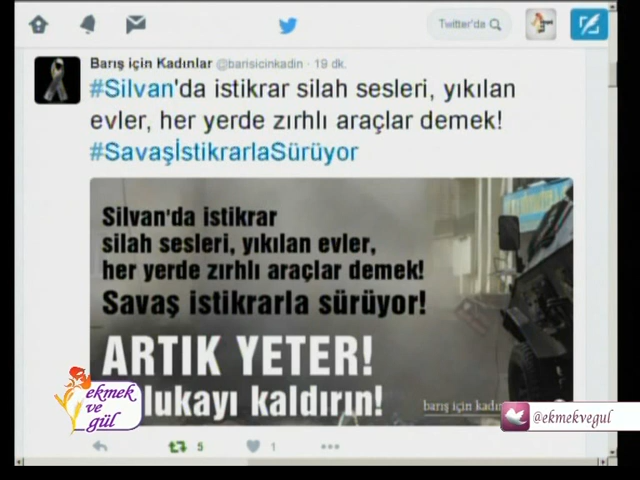 Twitter'da
Barış için Kadınlar @barisicinkadin · 19 dk.
#Silvan'da istikrar silah sesleri, yıkılan
evler, her yerde zırhlı araçlar demek!
#SavaşİstikrarlaSürüyor
Silvan'da istikrar
silah sesleri, yıkılan evler,
her yerde zırhlı araçlar demek!
Savaş istikrarla sürüyor!
ARTIK YETER!
lukayı kaldırın!
barış için kadı
ekmek
ve
gül
@ekmekvegul
5
1